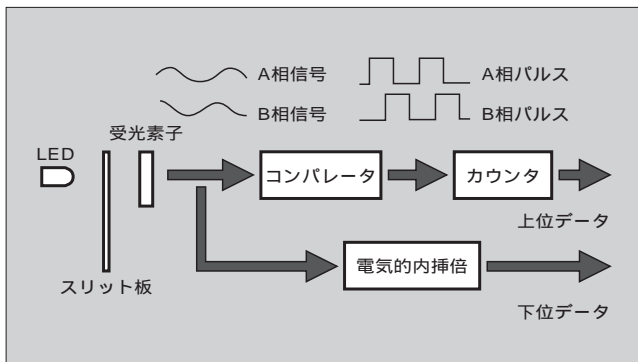 A相信号
A相パルス
B相信号
B相パルス
受光素子
LED
コンパレータ
カウンタ
上位データ
電気的内挿倍
スリット板
下位データ